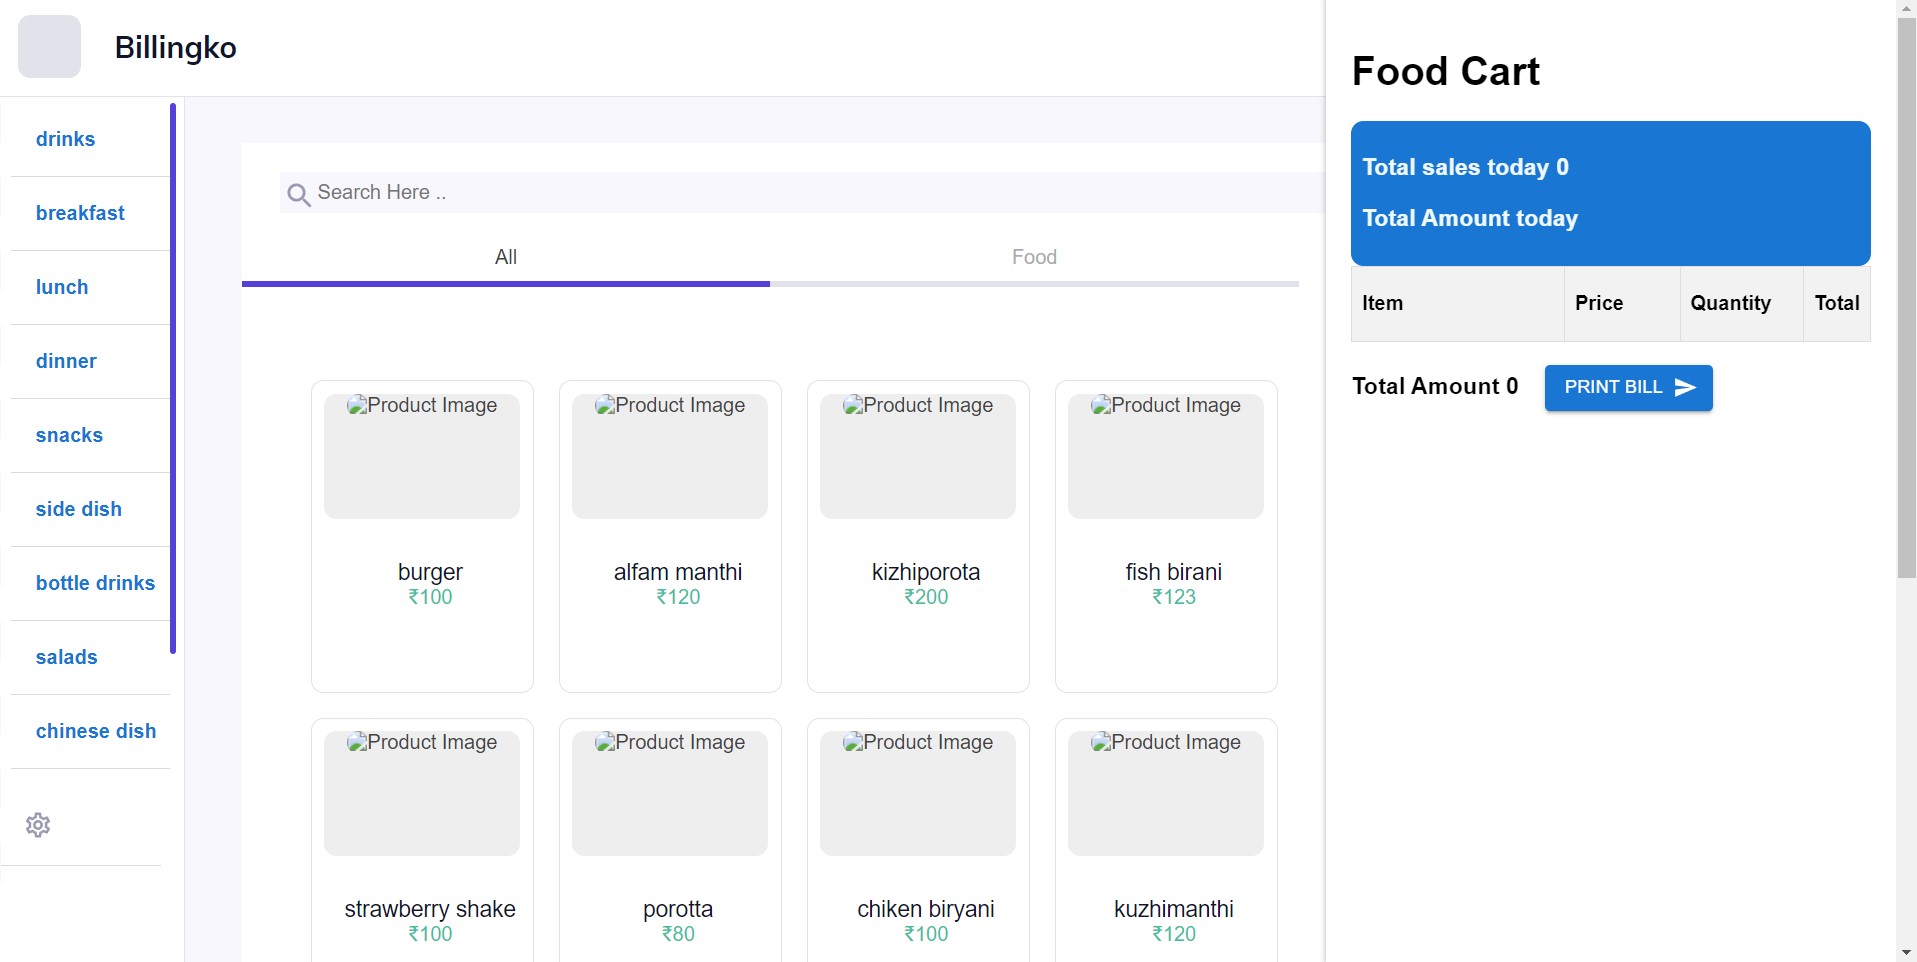 Billingko
drinks
breakfast
lunch
dinner
snacks
side dish
bottle drinks
salads
chinese dish
Search Here ..
All Food
Product Image Product Image Product Image Product Image
burger alfam manthi kizhiporota fish birani
₹100 ₹120 ₹200 ₹123
Product Image Product Image Product Image Product Image
strawberry shake porotta chiken biryani kuzhimanthi
₹100 ₹80 ₹100 ₹120
Food Cart
Total sales today 0
Total Amount today
Item Price Quantity Total
Total Amount 0 PRINT BILL